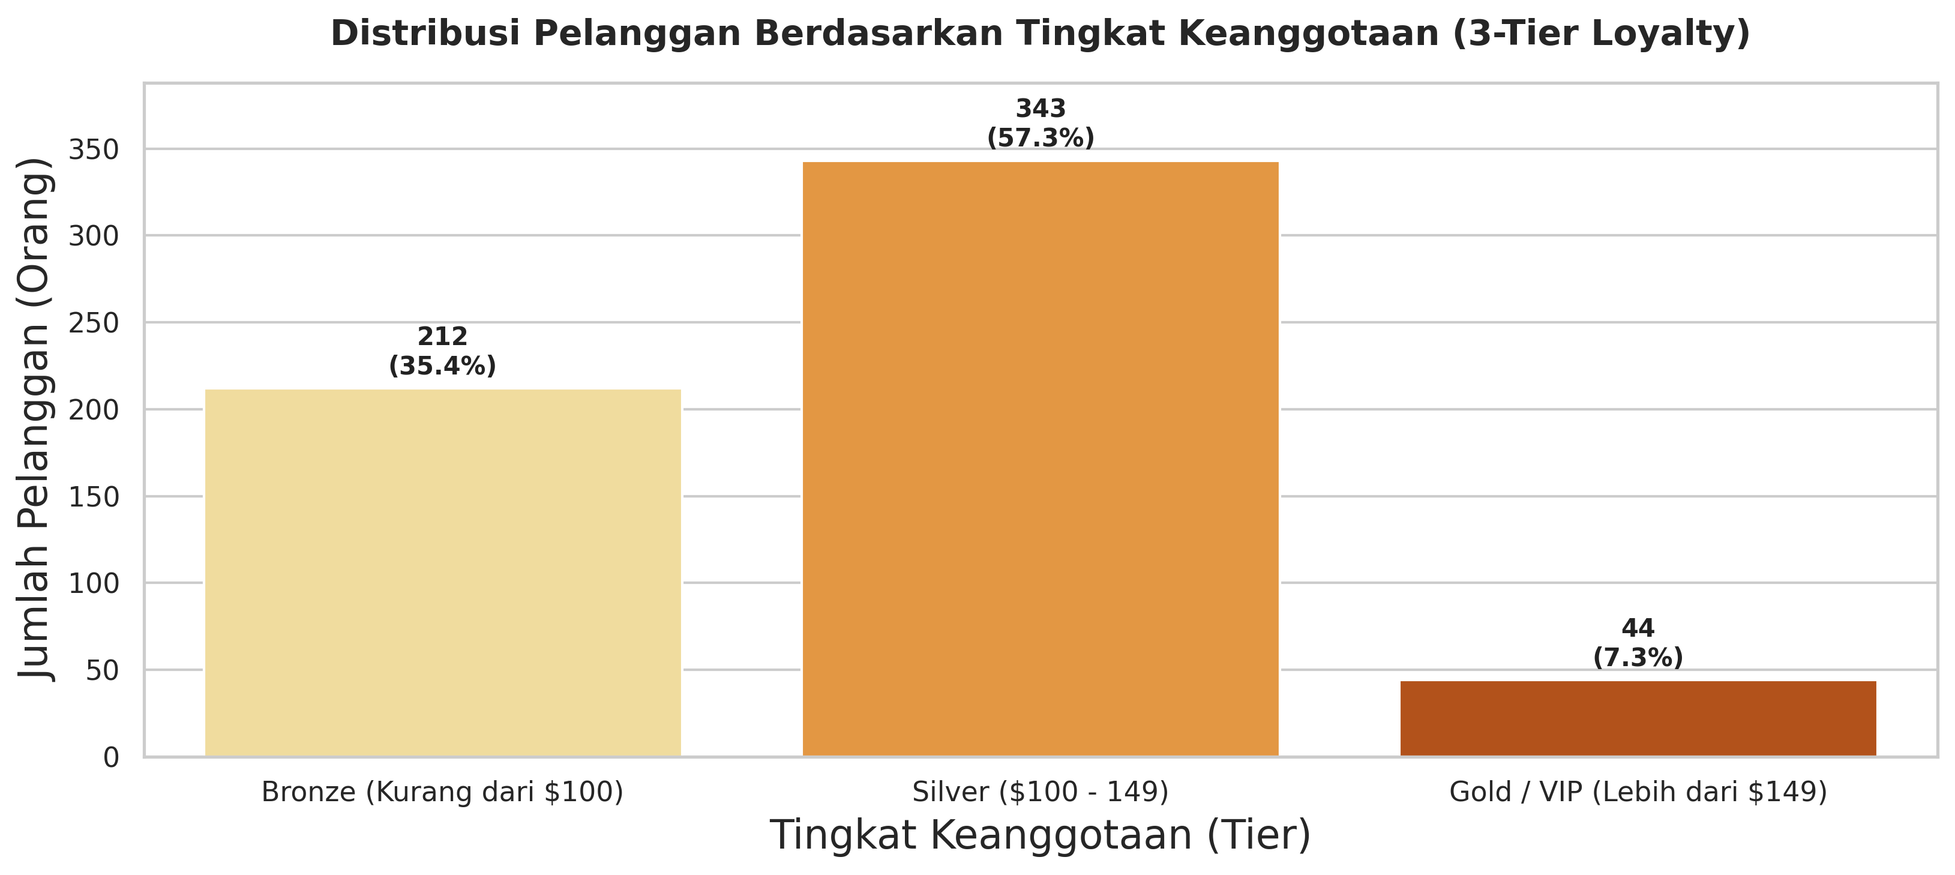 Distribusi Pelanggan Berdasarkan Tingkat Keanggotaan (3-Tier Loyalty)
Jumlah Pelanggan (Orang)
350
300
250
200
150
100
50
0
212
(35.4%)
343
(57.3%)
44
(7.3%)
Bronze (Kurang dari $100)
Silver ($100 - 149)
Gold / VIP (Lebih dari $149)
Tingkat Keanggotaan (Tier)